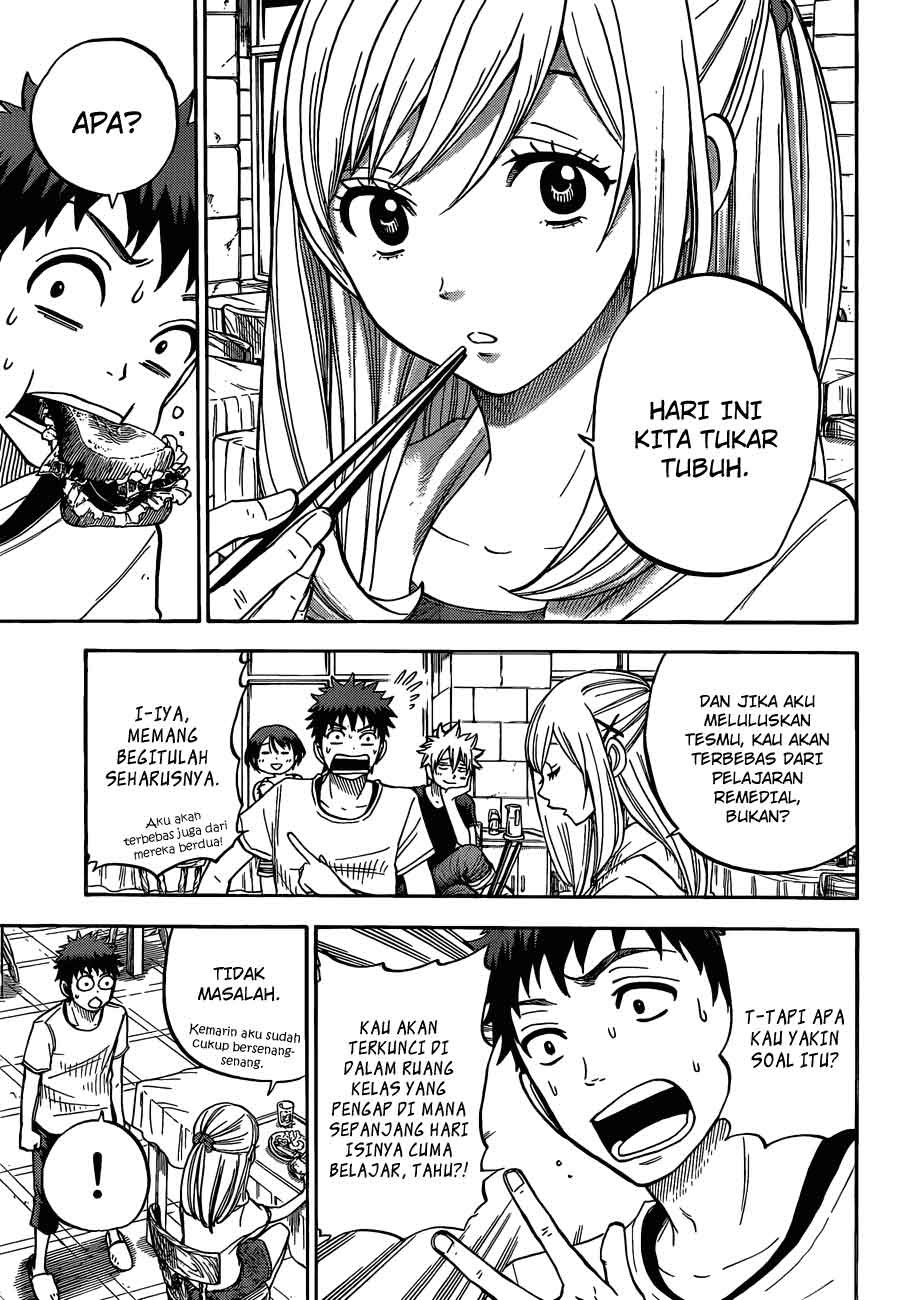 HARI INI
KITA TUKAR
TUBUH.
APA?
DAN JIKA AKU
MELULUSKAN
TESMU, KAU AKAN
TERBEBAS DARI
PELAJARAN
REMEDIAL,
BUKAN?
I-IYA,
MEMANG
BEGITULAH
SEHARUSNYA.
Aku akan
terbebas juga dari
mereka berdua!
T-TAPI APA
KAU YAKIN
SOAL ITU?
KAU AKAN
TERKUNCI DI
DALAM RUANG
KELAS YANG
PENGAP DI MANA
SEPANJANG HARI
ISINYA CUMA
BELAJAR, TAHU?!
TIDAK
MASALAH.
Kemarin aku sudah
cukup bersenang-
senang.
!